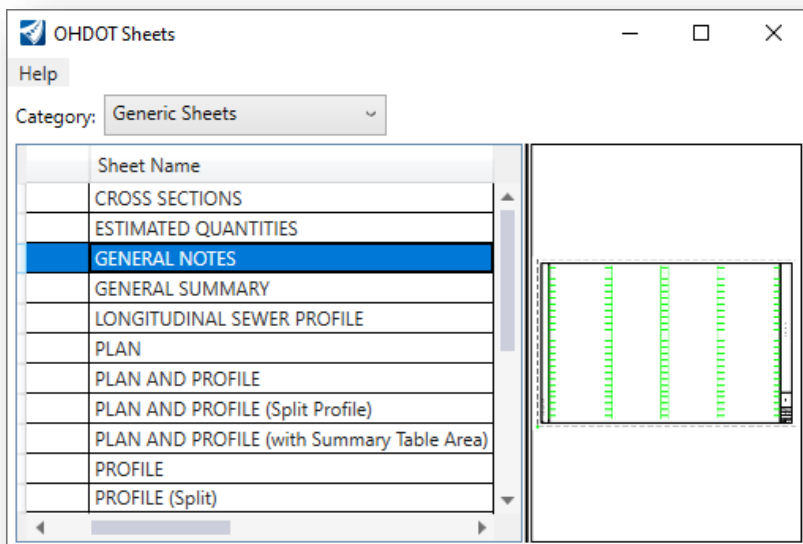 OHDOT Sheets
Help
Category: Generic Sheets
Sheet Name
CROSS SECTIONS
ESTIMATED QUANTITIES
GENERAL NOTES
GENERAL SUMMARY
LONGITUDINAL SEWER PROFILE
PLAN
PLAN AND PROFILE
PLAN AND PROFILE (Split Profile)
PLAN AND PROFILE (with Summary Table Area)
PROFILE
PROFILE (Split)